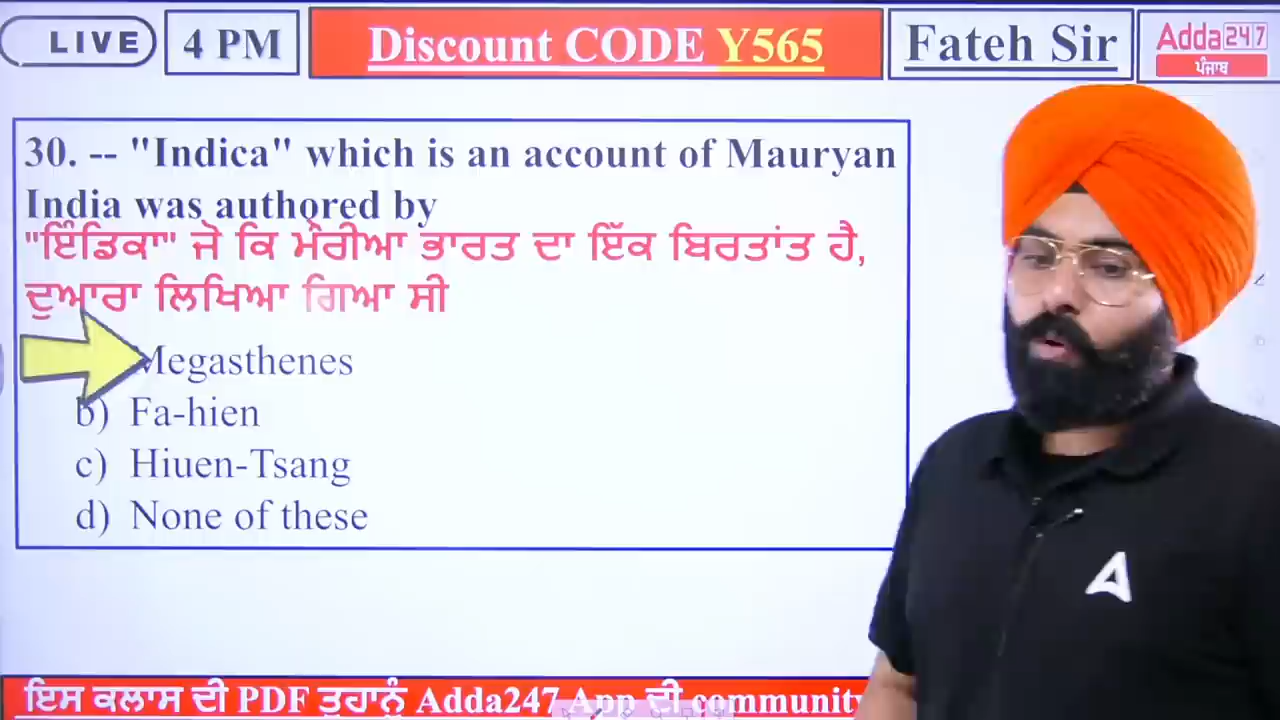 LIVE
4 PM
Discount CODE Y565
Fateh Sir
Adda247
ਪੰਜਾਬ
30. -- "Indica" which is an account of Mauryan
India was authored by
"ਇੰਡਿਕਾ" ਜੋ ਕਿ ਮੌਰੀਆ ਭਾਰਤ ਦਾ ਇੱਕ ਬਿਰਤਾਂਤ ਹੈ,
ਦੁਆਰਾ ਲਿਖਿਆ ਗਿਆ ਸੀ
Megasthenes
b) Fa-hien
c) Hiuen-Tsang
d) None of these
ਇਸ ਕਲਾਸ ਦੀ PDF ਤੁਹਾਨੂੰ Adda247 App ਦੀ community